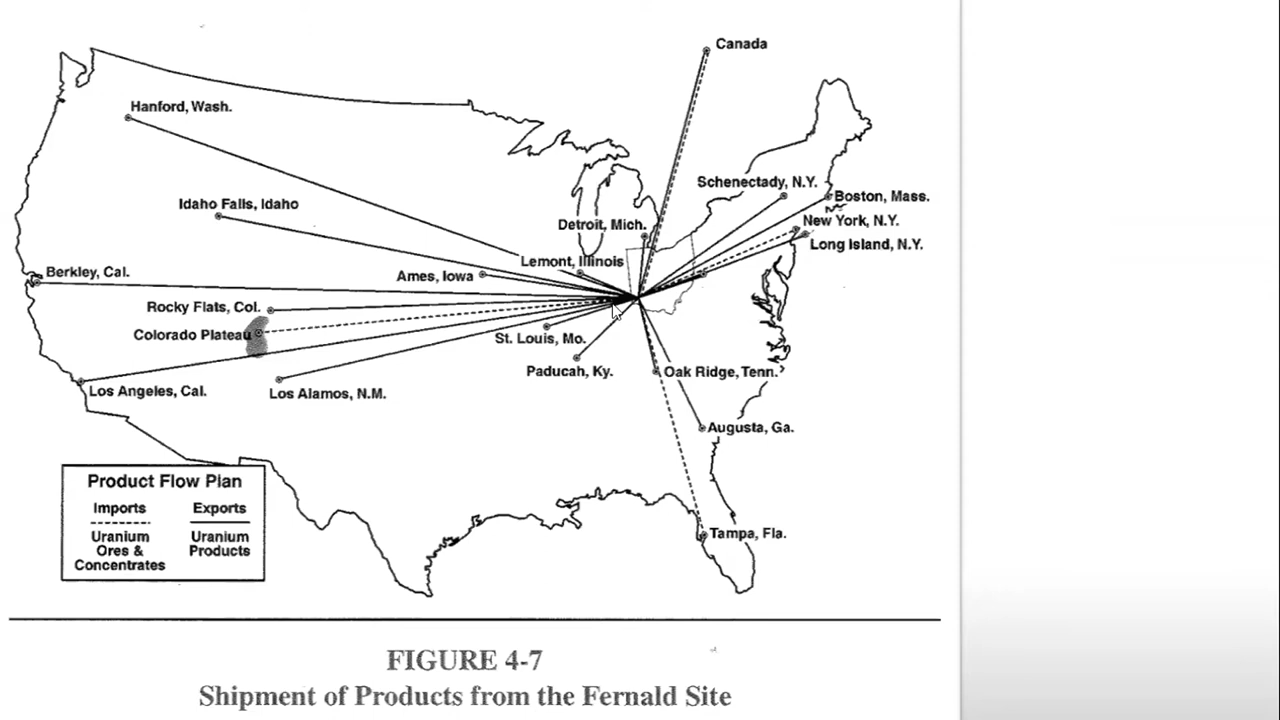 Canada
Hanford, Wash.
Schenectady, N.Y.
Boston, Mass.
Idaho Falls, Idaho
New York, N.Y.
Detroit, Mich.
Long Island, N.Y.
Lemont, Illinois
Berkley, Cal.
Ames, Iowa
Rocky Flats, Col.
Colorado Plateau
St. Louis, Mo.
Paducah, Ky.
Oak Ridge, Tenn.
Los Angeles, Cal.
Los Alamos, N.M.
Augusta, Ga.
Tampa, Fla.
Product Flow Plan
Imports
Uranium
Ores &
Concentrates
Exports
Uranium
Products
FIGURE 4-7
Shipment of Products from the Fernald Site